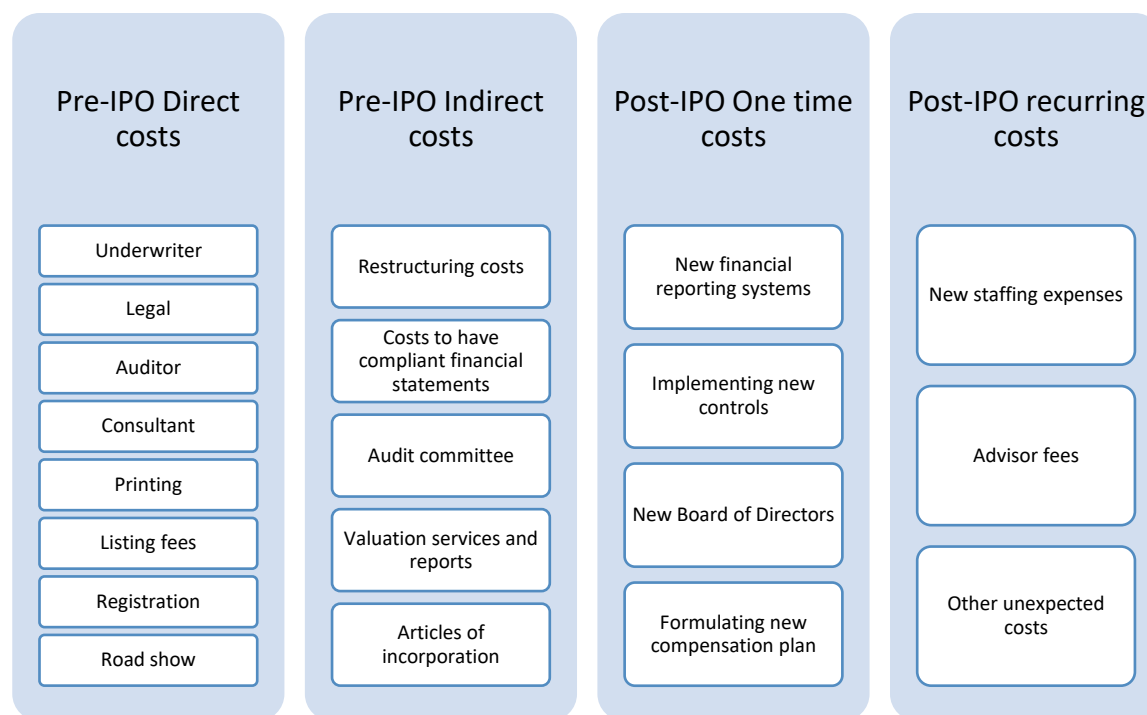 Pre-IPO Direct
costs
Underwriter
Legal
Auditor
Consultant
Printing
Listing fees
Registration
Road show
Pre-IPO Indirect
costs
Restructuring costs
Costs to have
compliant financial
statements
Audit committee
Valuation services and
reports
Articles of
incorporation
Post-IPO One time
costs
New financial
reporting systems
Implementing new
controls
New Board of Directors
Formulating new
compensation plan
Post-IPO recurring
costs
New staffing expenses
Advisor fees
Other unexpected
costs